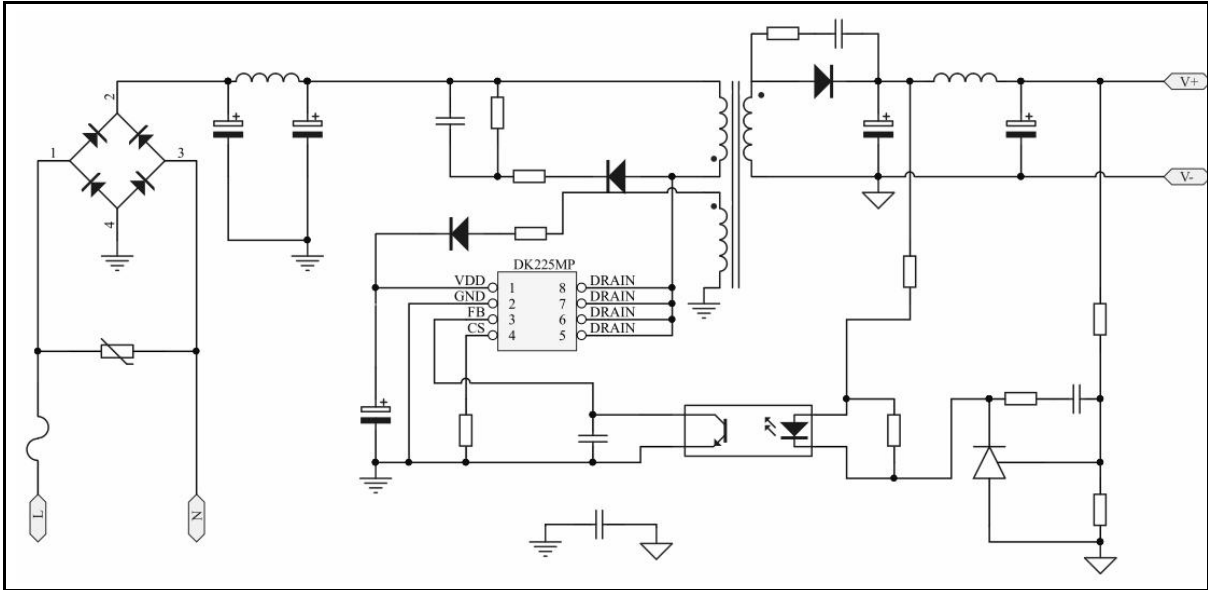 2
V+
1
3
V-
4
DK225MP
VDD 1 8 DRAIN
GND 2 7 DRAIN
FB 3 6 DRAIN
CS 4 5 DRAIN
L
N